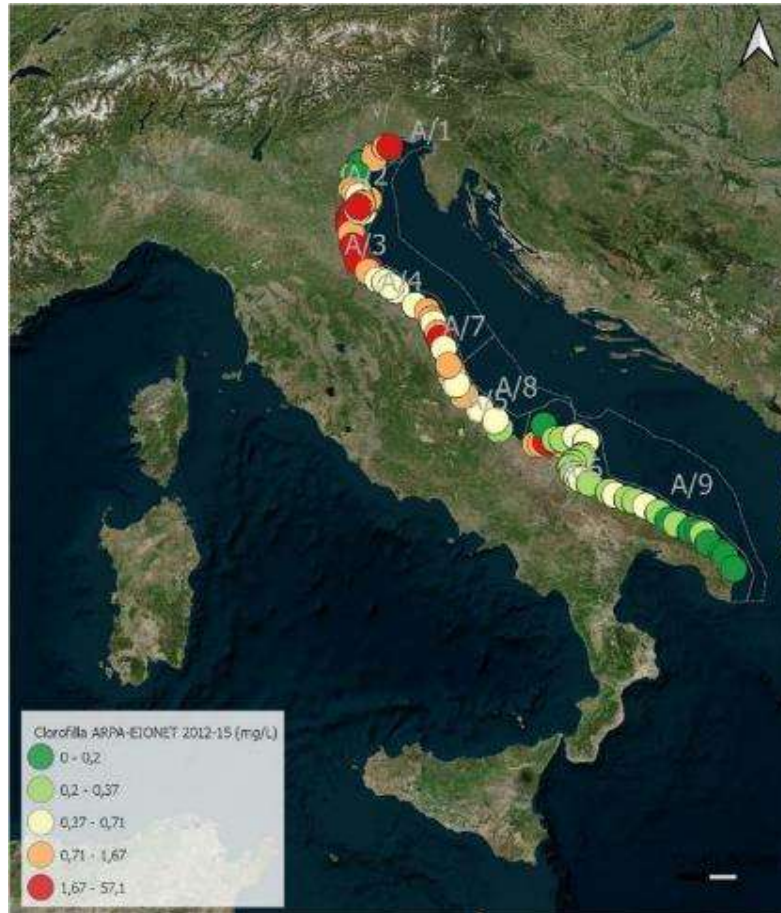 A/1
A/2
A/3
A/4
A/7
A/8
A/9
Clorofilla ARPA-EIONET 2012-15 (mg/L)
0 - 0,2
0,2 - 0,37
0,37 - 0,71
0,71 - 1,67
1,67 - 57,1